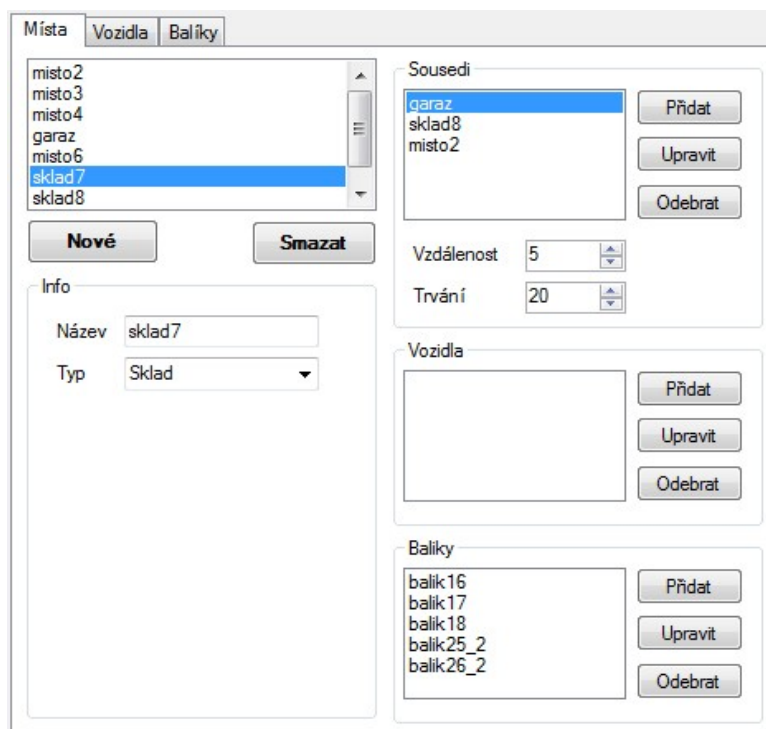 Místa Vozidla Balíky
misto2
misto3
misto4
garaz
misto6
sklad7
sklad8
Nové Smazat
Info
Název sklad7
Typ Sklad
Sousedi
garaz
sklad8
misto2
Přidat
Upravit
Odebrat
Vzdálenost 5
Trvání 20
Vozidla
Přidat
Upravit
Odebrat
Baliky
balik16
balik17
balik18
balik25_2
balik26_2
Přidat
Upravit
Odebrat